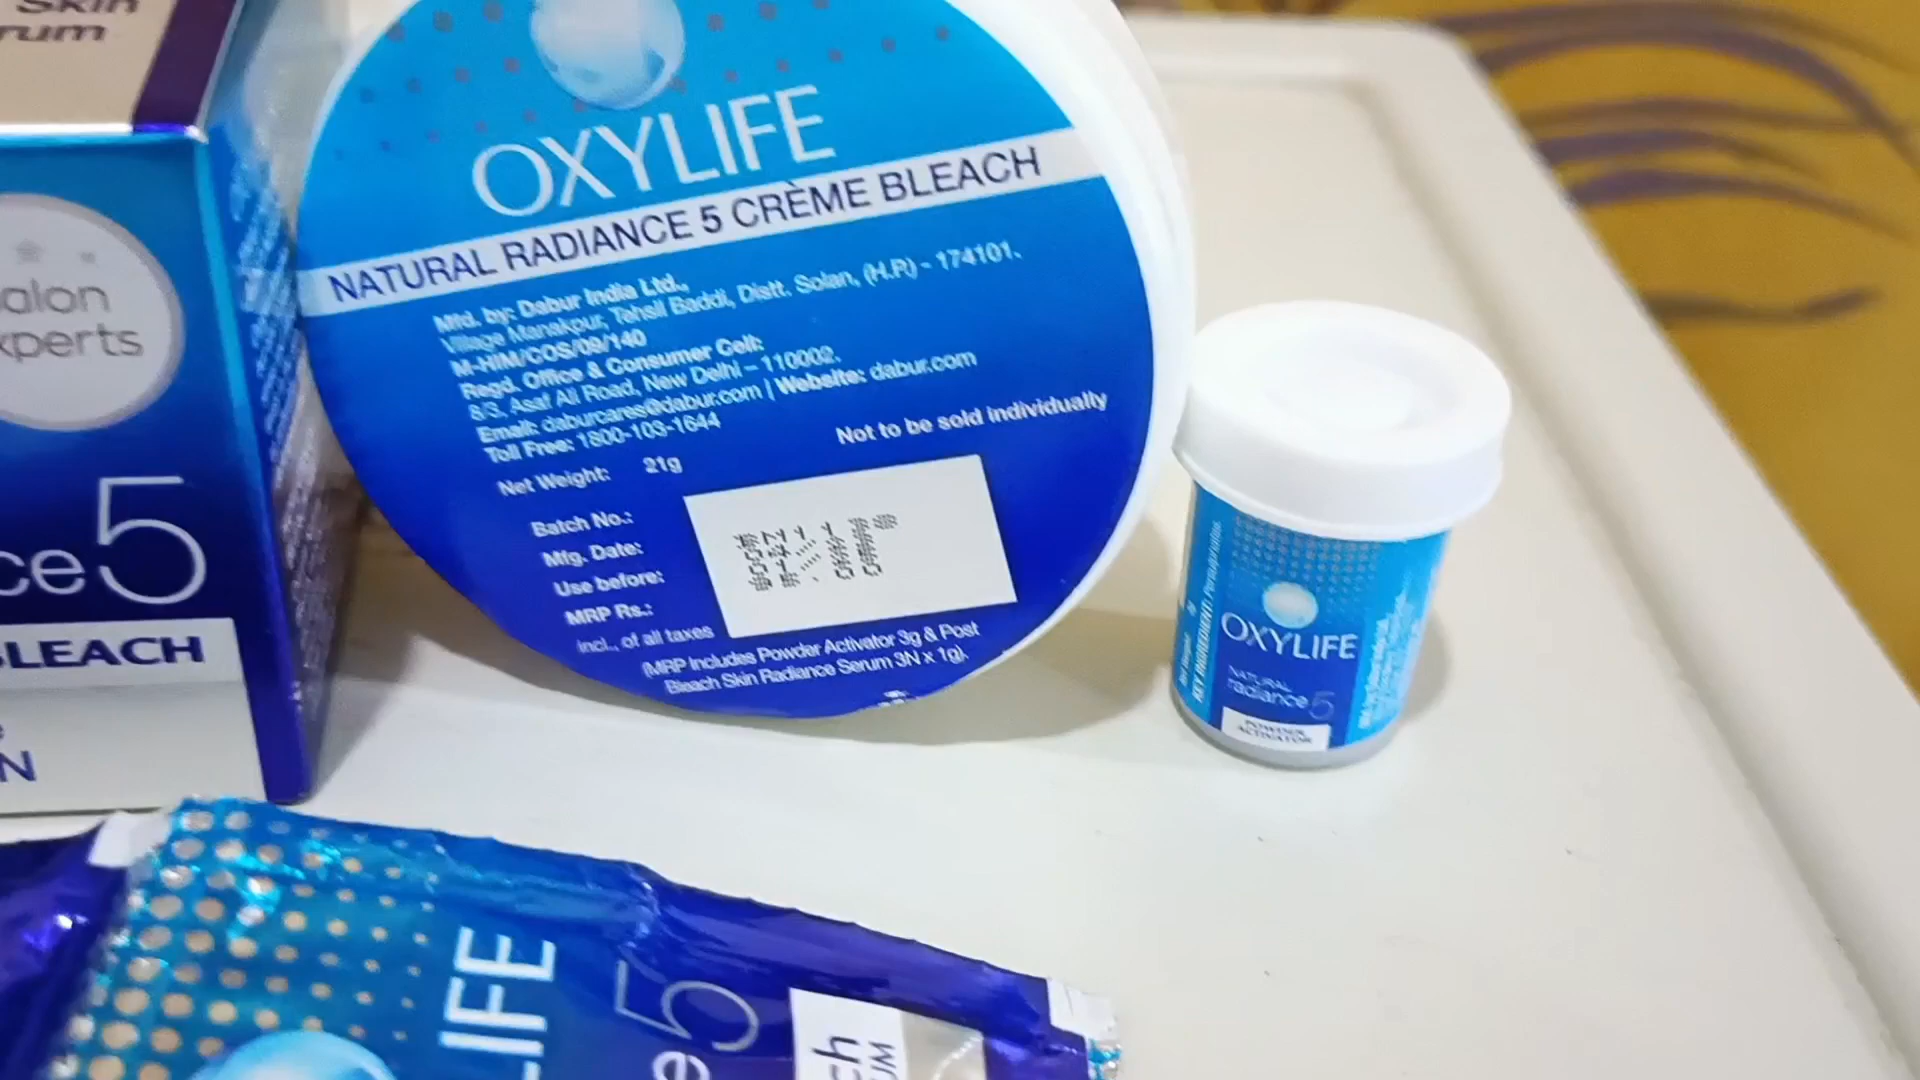 Skin
alon
xperts
ce5
BLEACH
N
OXYLIFE
NATURAL RADIANCE 5 CRÈME BLEACH
Mfd. by: Dabur India Ltd.,
Village Manakpur, Tehsil Baddi, Distt. Solan, (H.P.) - 174101.
M-HIM/COS/09/140
Regd. Office & Consumer Cell:
8/3, Asaf Ali Road, New Delhi – 110002.
Email: daburcares@dabur.com | Website: dabur.com
Toll Free: 1800-103-1644
Not to be sold individually
Net Weight: 21g
Batch No.:
Mfg. Date:
Use before:
MRP Rs.:
incl., of all taxes
(MRP Includes Powder Activator 3g & Post
Bleach Skin Radiance Serum 3N x 1g).
KEY INGREDIENT:
OXYLIFE
NATURAL
radiance 5
POWDER
ACTIVATOR
LIFE
e5
ch
UM